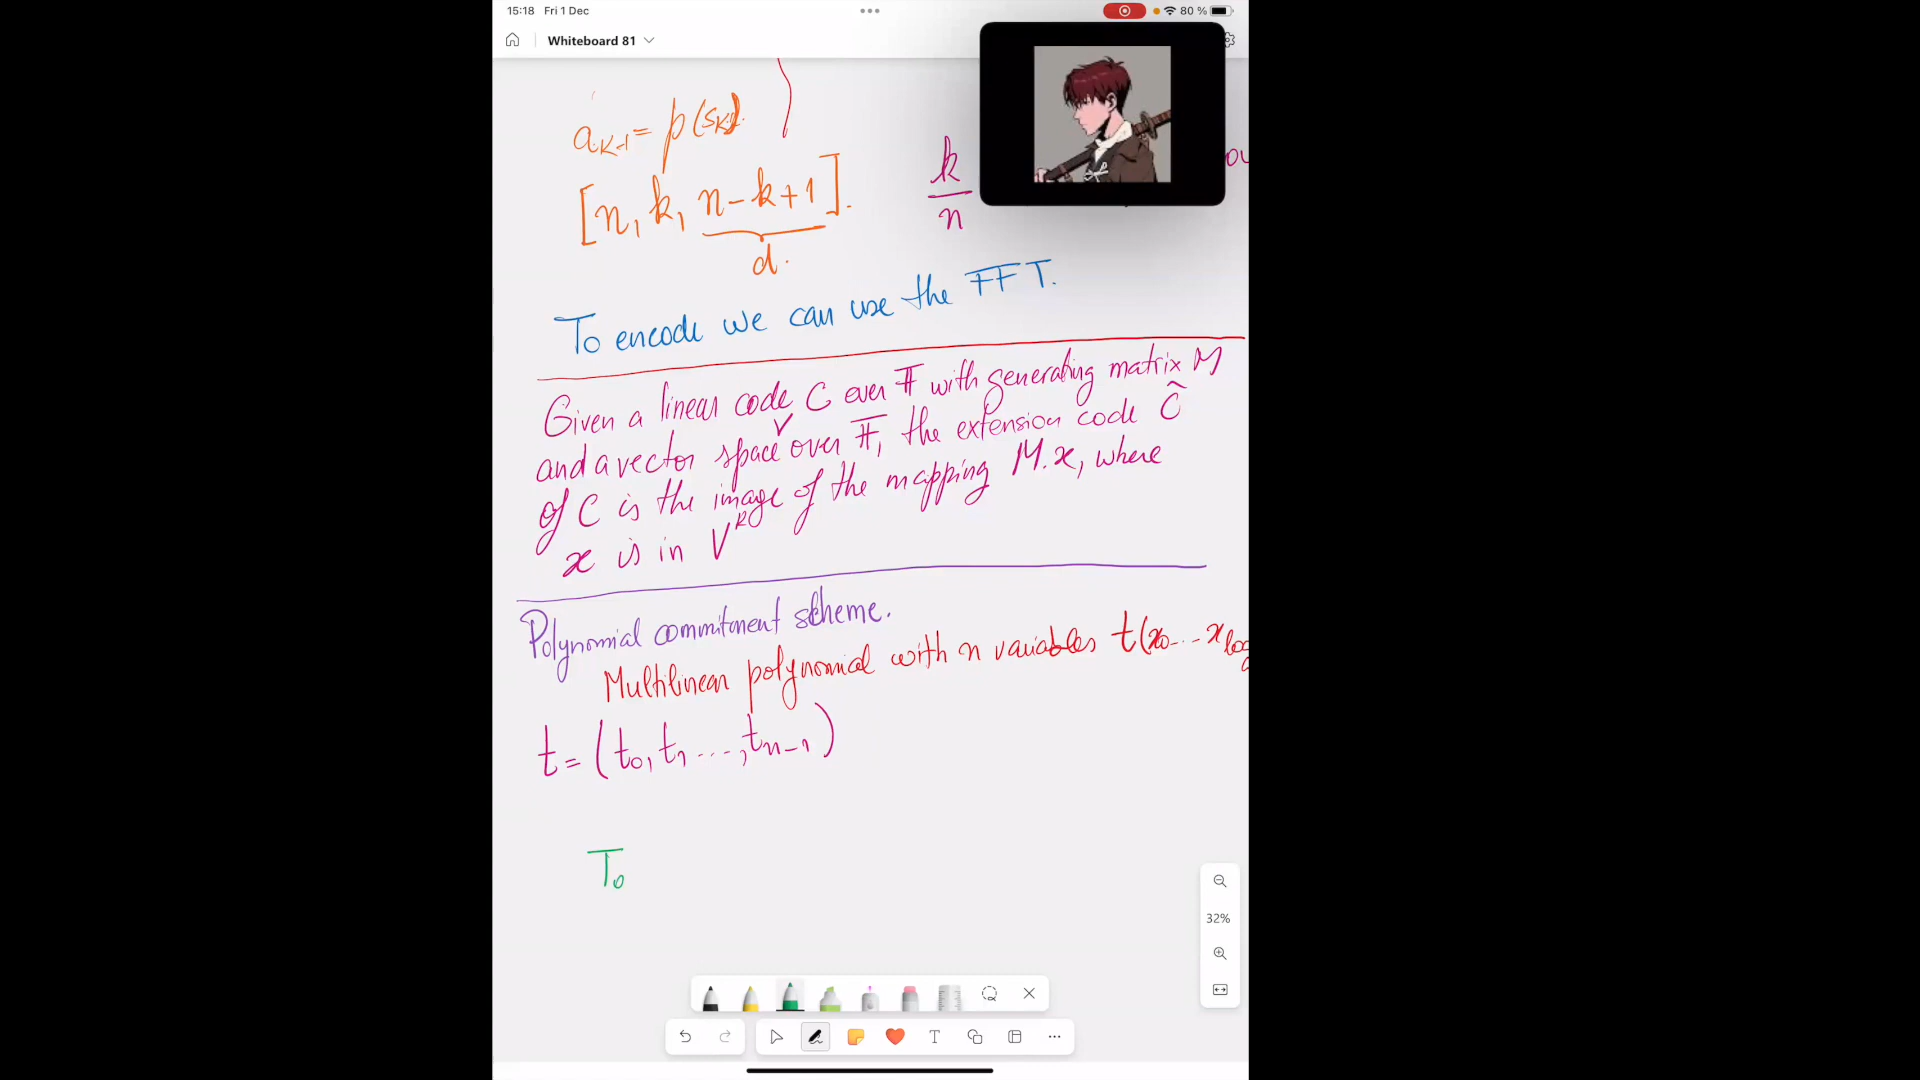 15:18 Fri 1 Dec
80 %
Whiteboard 81
a_{K-1} = p(s_{K-1}).
[n, k, n-k+1].
d.
k
n
To encode we can use the FFT.
Given a linear code C over F with generating matrix M
and a vector space V over F, the extension code Ĉ
of C is the image of the mapping M.x, where
x is in V^k
Polynomial commitment scheme.
Multilinear polynomial with n variables t(x_0... x_log
t = (t_0, t_1 ..., t_{n-1})
To
32%
T